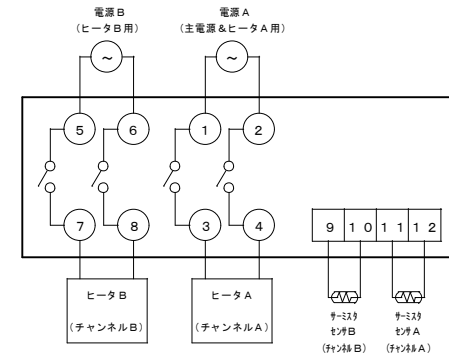 電源B
(ヒータB用)
電源A
(主電源&ヒータA用)
~
~
5
6
1
2
7
8
3
4
9
10
11
12
ヒータB
(チャンネルB)
ヒータA
(チャンネルA)
サーミスタ
センサB
(チャンネルB)
サーミスタ
センサA
(チャンネルA)